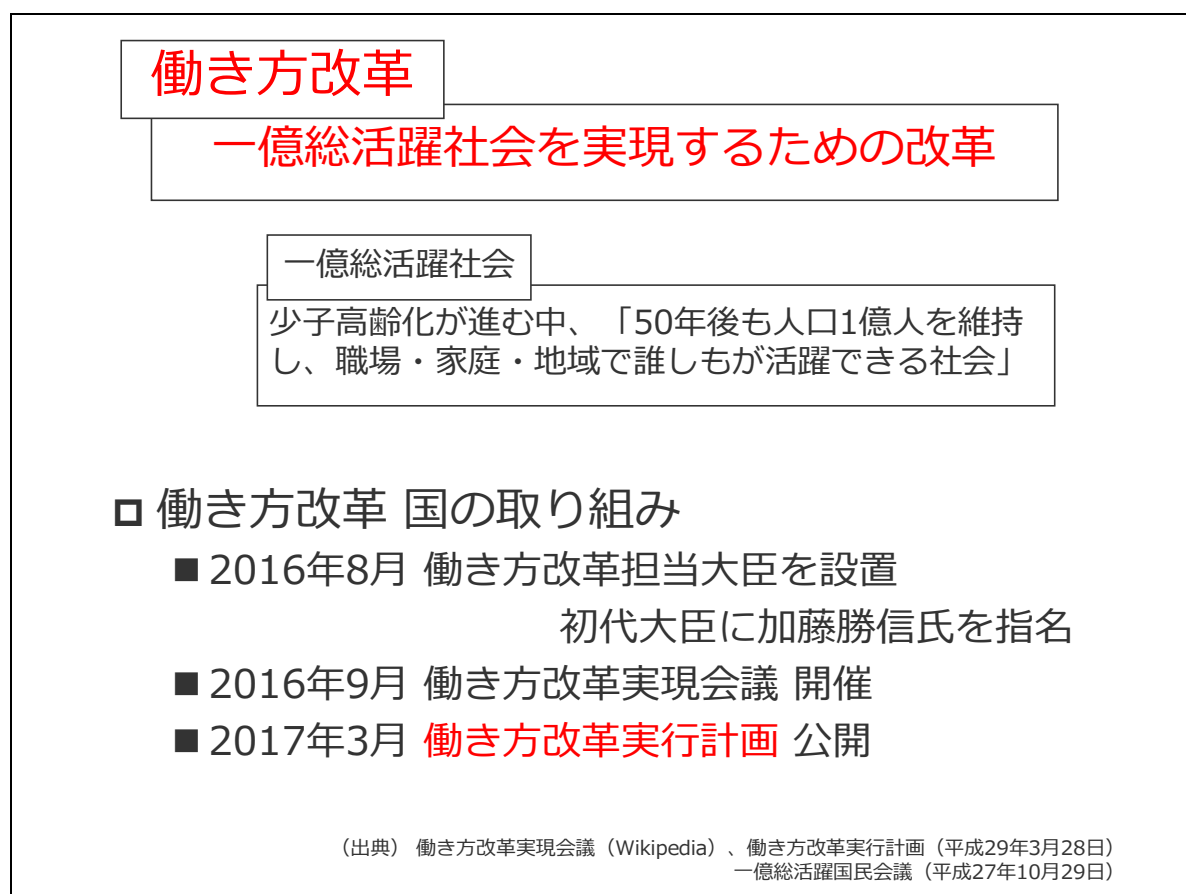 働き方改革
一億総活躍社会を実現するための改革
一億総活躍社会
少子高齢化が進む中、「50年後も人口1億人を維持
し、職場・家庭・地域で誰しもが活躍できる社会」
働き方改革 国の取り組み
2016年8月 働き方改革担当大臣を設置
初代大臣に加藤勝信氏を指名
2016年9月 働き方改革実現会議 開催
2017年3月 働き方改革実行計画 公開
（出典） 働き方改革実現会議（Wikipedia）、働き方改革実行計画（平成29年3月28日）
一億総活躍国民会議（平成27年10月29日）